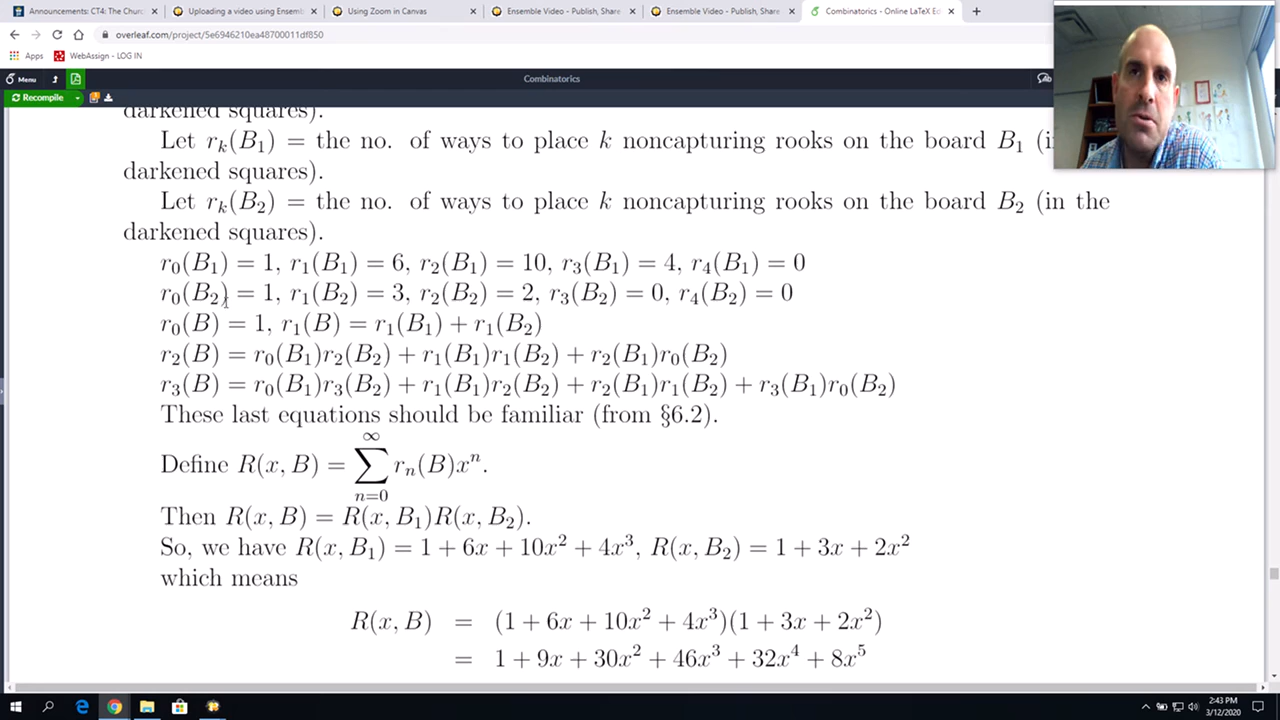 Announcements: CT4: The Churc
Uploading a video using Ensemb
Using Zoom in Canvas
Ensemble Video - Publish, Share
Ensemble Video - Publish, Share
Combinatorics - Online LaTeX Ed
overleaf.com/project/5e6946210ea48700011df850
Apps
WebAssign - LOG IN
Menu
Combinatorics
Recompile
darkened squares).
Let r_k(B_1) = the no. of ways to place k noncapturing rooks on the board B_1 (in
darkened squares).
Let r_k(B_2) = the no. of ways to place k noncapturing rooks on the board B_2 (in the
darkened squares).
r_0(B_1) = 1, r_1(B_1) = 6, r_2(B_1) = 10, r_3(B_1) = 4, r_4(B_1) = 0
r_0(B_2) = 1, r_1(B_2) = 3, r_2(B_2) = 2, r_3(B_2) = 0, r_4(B_2) = 0
r_0(B) = 1, r_1(B) = r_1(B_1) + r_1(B_2)
r_2(B) = r_0(B_1)r_2(B_2) + r_1(B_1)r_1(B_2) + r_2(B_1)r_0(B_2)
r_3(B) = r_0(B_1)r_3(B_2) + r_1(B_1)r_2(B_2) + r_2(B_1)r_1(B_2) + r_3(B_1)r_0(B_2)
These last equations should be familiar (from §6.2).
Define R(x, B) = ∑_{n=0}^{∞} r_n(B)x^n.
Then R(x, B) = R(x, B_1)R(x, B_2).
So, we have R(x, B_1) = 1 + 6x + 10x^2 + 4x^3, R(x, B_2) = 1 + 3x + 2x^2
which means
R(x, B) = (1 + 6x + 10x^2 + 4x^3)(1 + 3x + 2x^2)
= 1 + 9x + 30x^2 + 46x^3 + 32x^4 + 8x^5
2:43 PM
3/12/2020